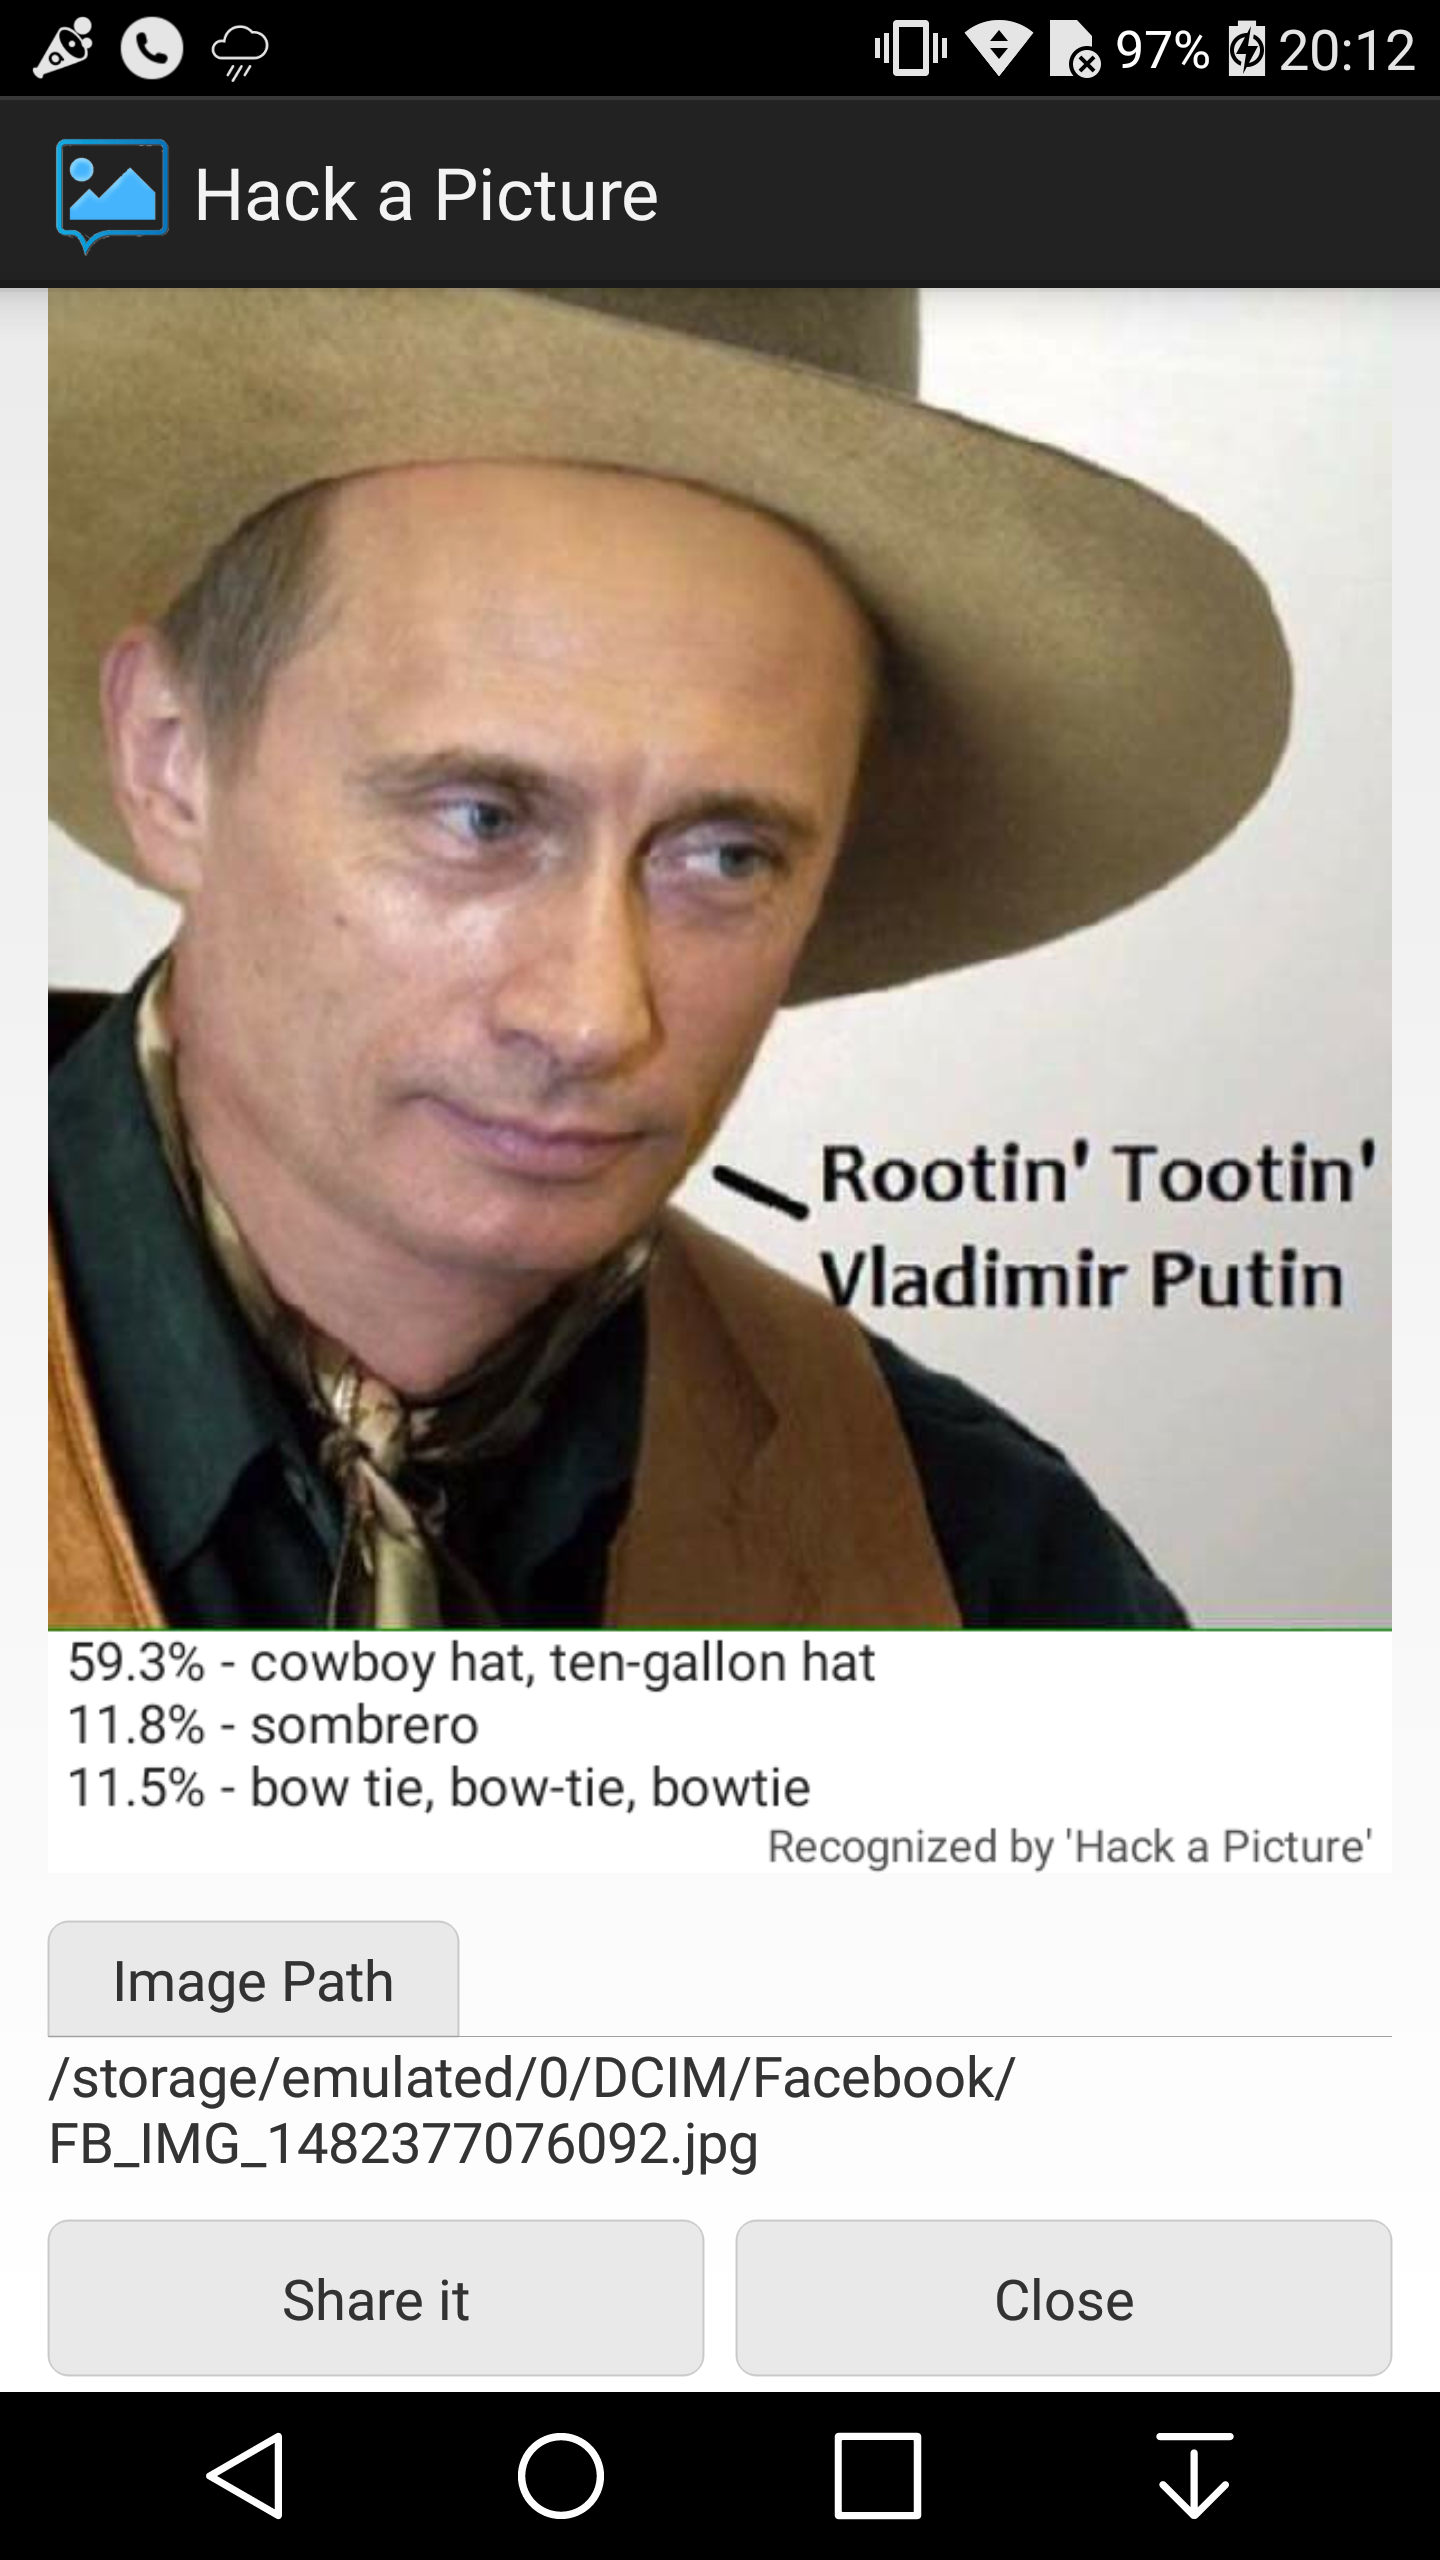 97% 20:12
Hack a Picture
Rootin' Tootin'
Vladimir Putin
59.3% - cowboy hat, ten-gallon hat
11.8% - sombrero
11.5% - bow tie, bow-tie, bowtie
Recognized by 'Hack a Picture'
Image Path
/storage/emulated/0/DCIM/Facebook/
FB_IMG_1482377076092.jpg
Share it Close